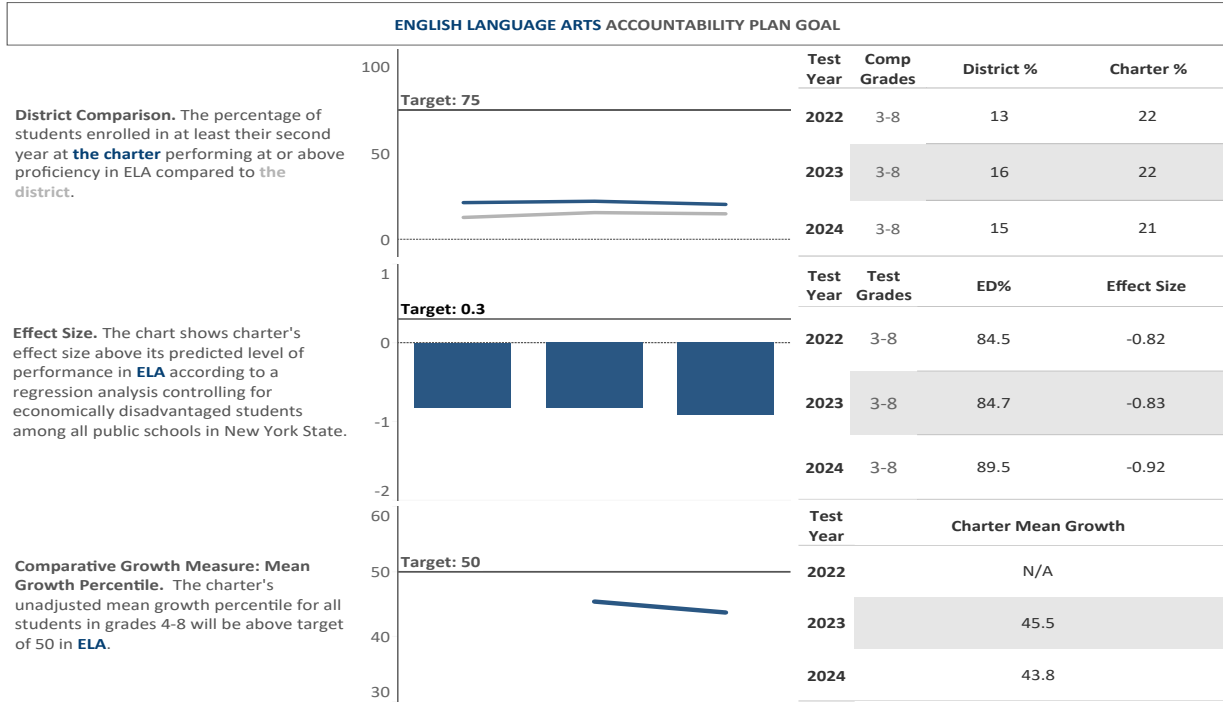 ENGLISH LANGUAGE ARTS ACCOUNTABILITY PLAN GOAL
District Comparison. The percentage of
students enrolled in at least their second
year at the charter performing at or above
proficiency in ELA compared to the
district.
100
Target: 75
50
0
Test Year Comp Grades District % Charter %
2022 3-8 13 22
2023 3-8 16 22
2024 3-8 15 21
Effect Size. The chart shows charter's
effect size above its predicted level of
performance in ELA according to a
regression analysis controlling for
economically disadvantaged students
among all public schools in New York State.
1
Target: 0.3
0
-1
-2
Test Year Test Grades ED% Effect Size
2022 3-8 84.5 -0.82
2023 3-8 84.7 -0.83
2024 3-8 89.5 -0.92
Comparative Growth Measure: Mean
Growth Percentile. The charter's
unadjusted mean growth percentile for all
students in grades 4-8 will be above target
of 50 in ELA.
60
Target: 50
50
40
30
Test Year Charter Mean Growth
2022 N/A
2023 45.5
2024 43.8